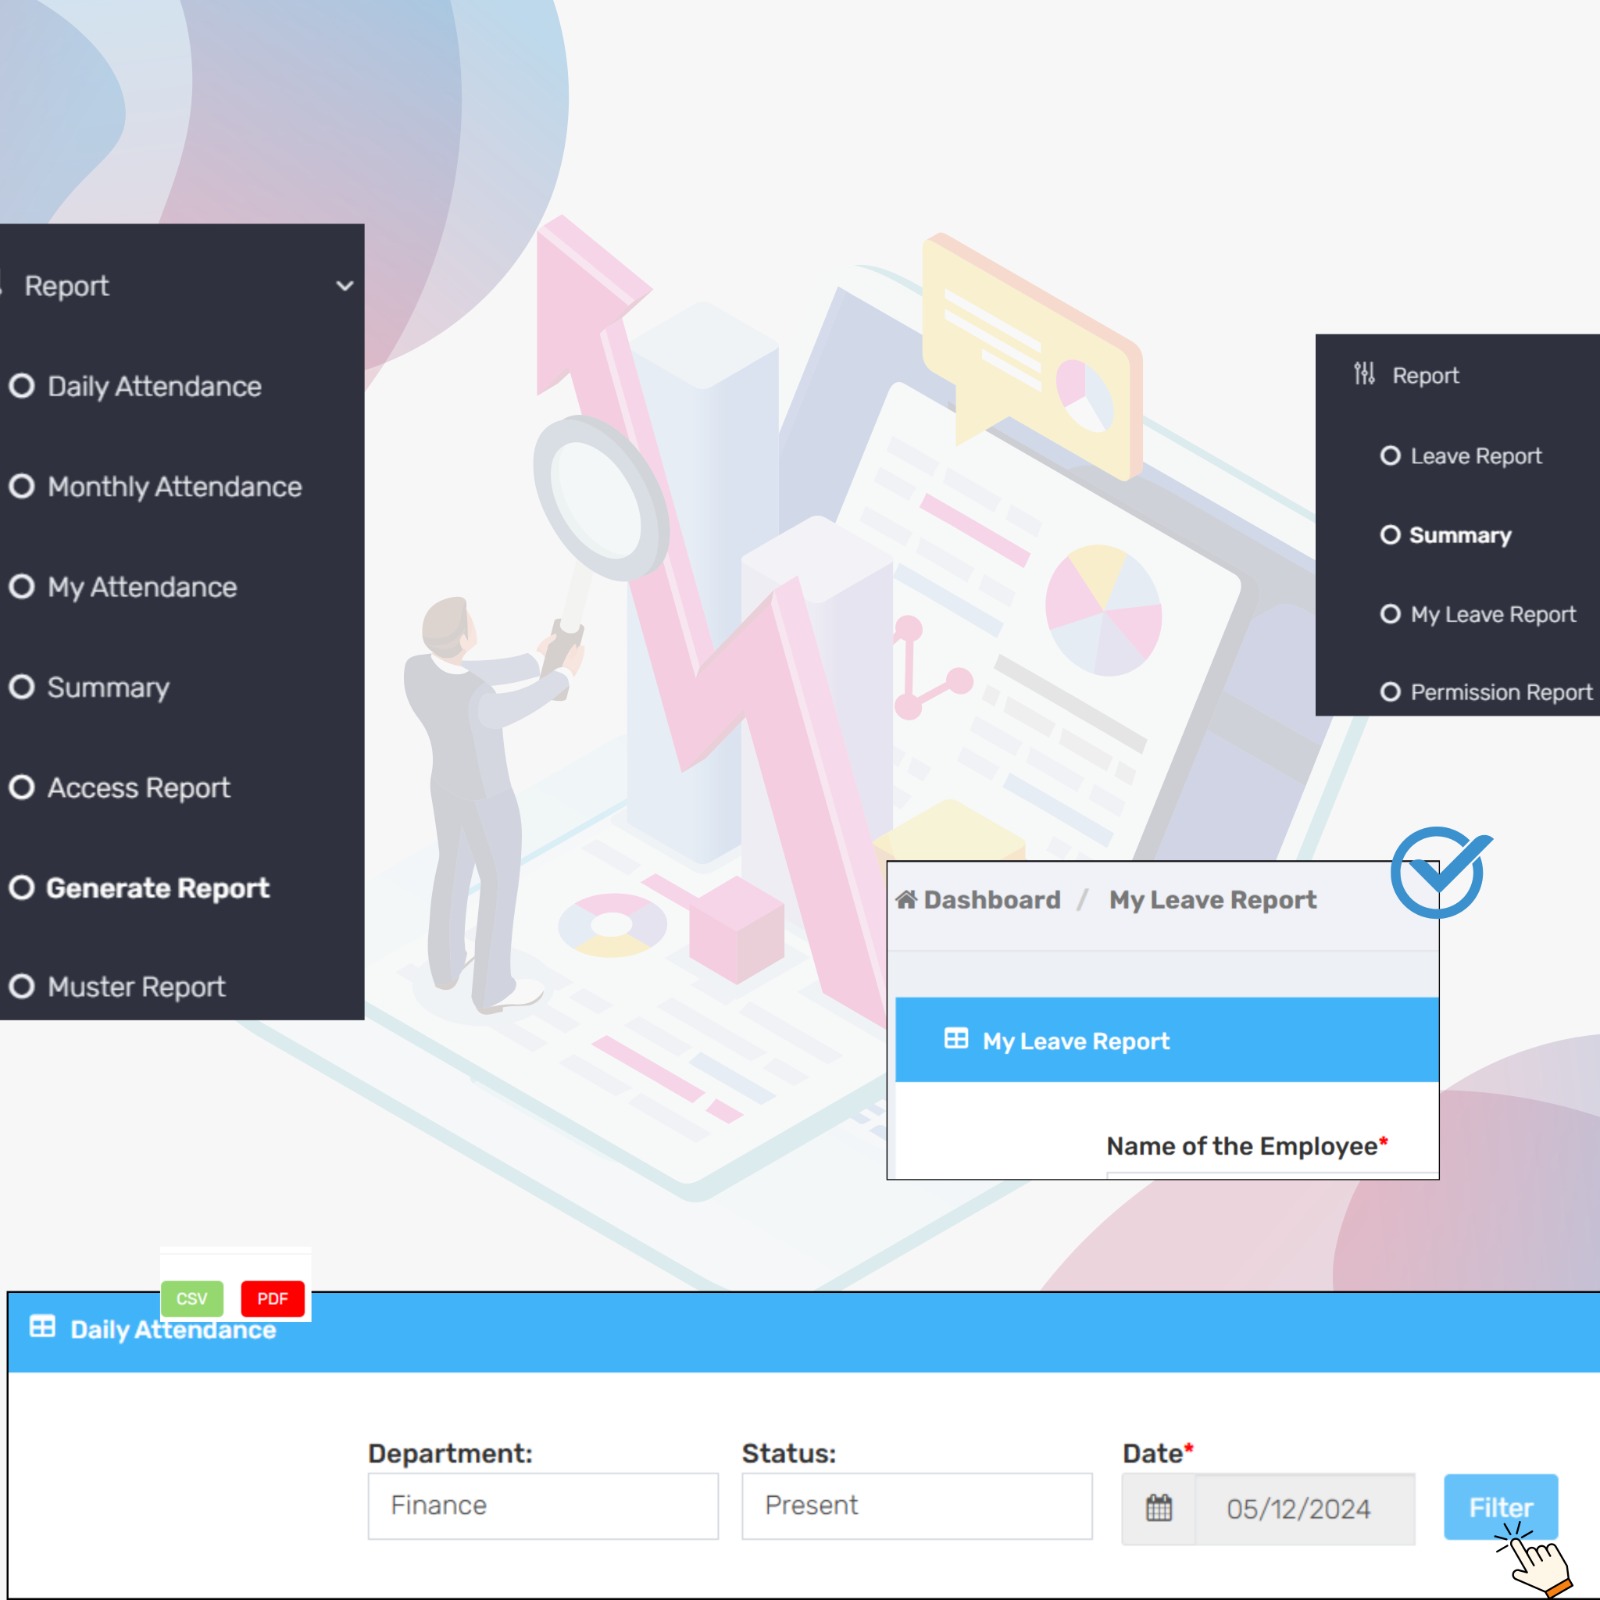 Report
Daily Attendance
Monthly Attendance
My Attendance
Summary
Access Report
Generate Report
Muster Report
Report
Leave Report
Summary
My Leave Report
Permission Report
Dashboard / My Leave Report
My Leave Report
Name of the Employee*
CSV PDF
Daily Attendance
Department: Status: Date*
Finance Present 05/12/2024 Filter